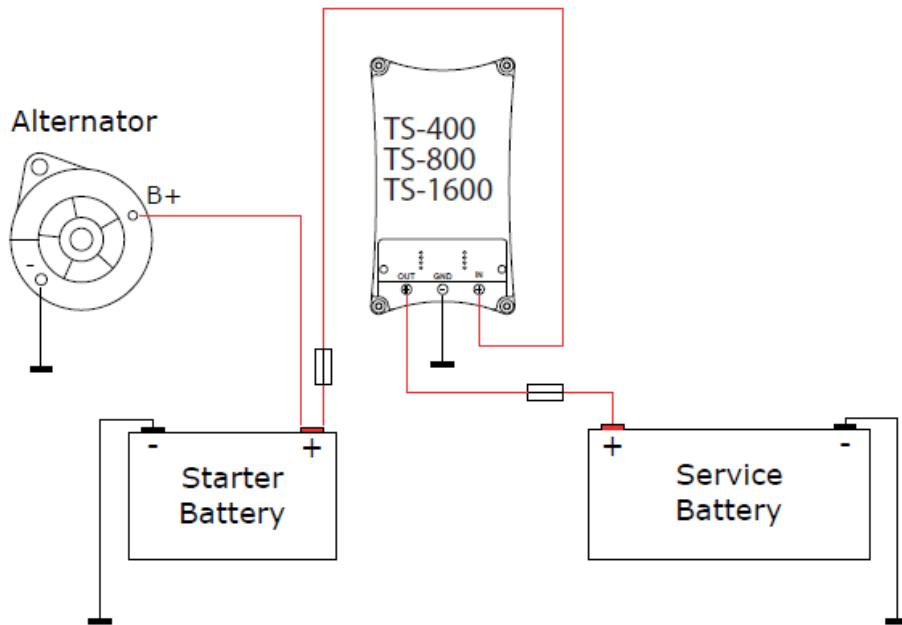 Alternator
B+
-
TS-400
TS-800
TS-1600
OUT GND IN
+ - +
- +
Starter
Battery
+ -
Service
Battery